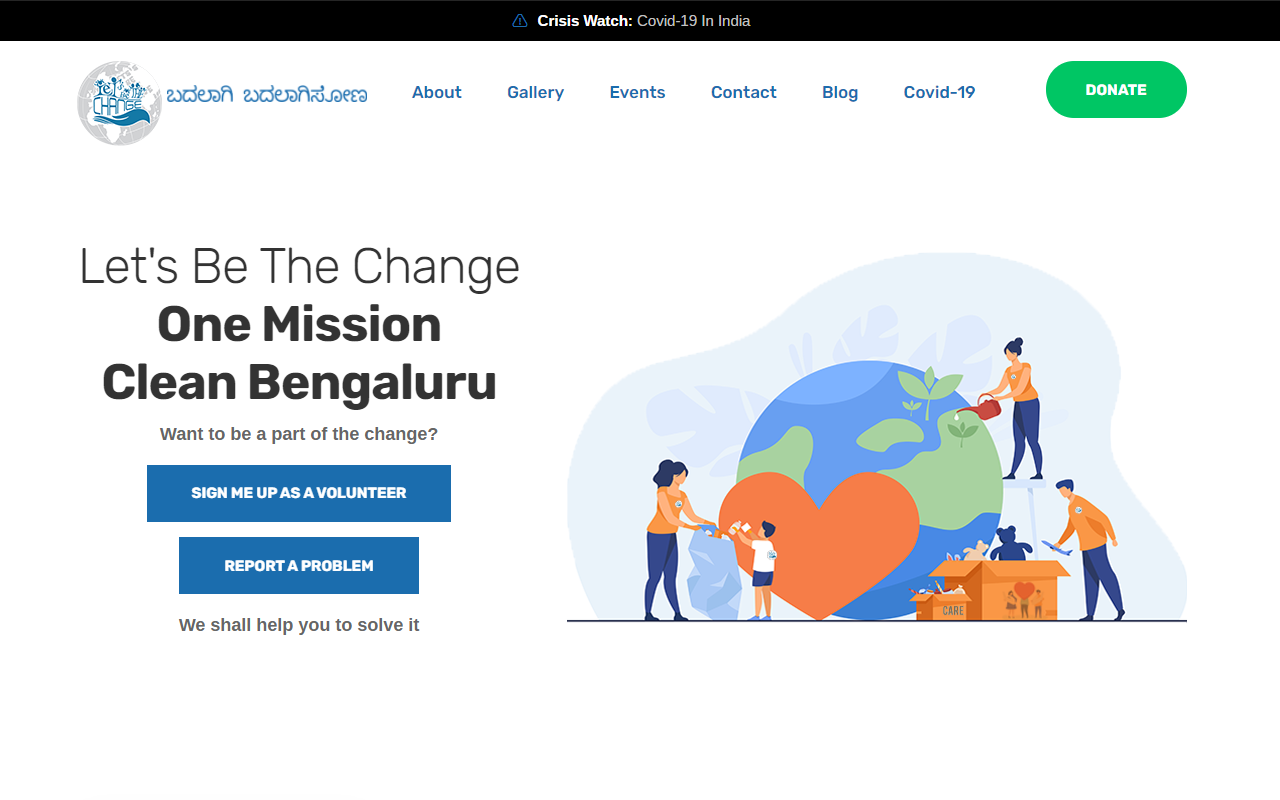 Crisis Watch: Covid-19 In India
CHANGE
ಬದಲಾಗಿ ಬದಲಾಗಿಸೋಣ
About Gallery Events Contact Blog Covid-19 DONATE
Let's Be The Change
One Mission
Clean Bengaluru
Want to be a part of the change?
SIGN ME UP AS A VOLUNTEER
REPORT A PROBLEM
We shall help you to solve it
CARE